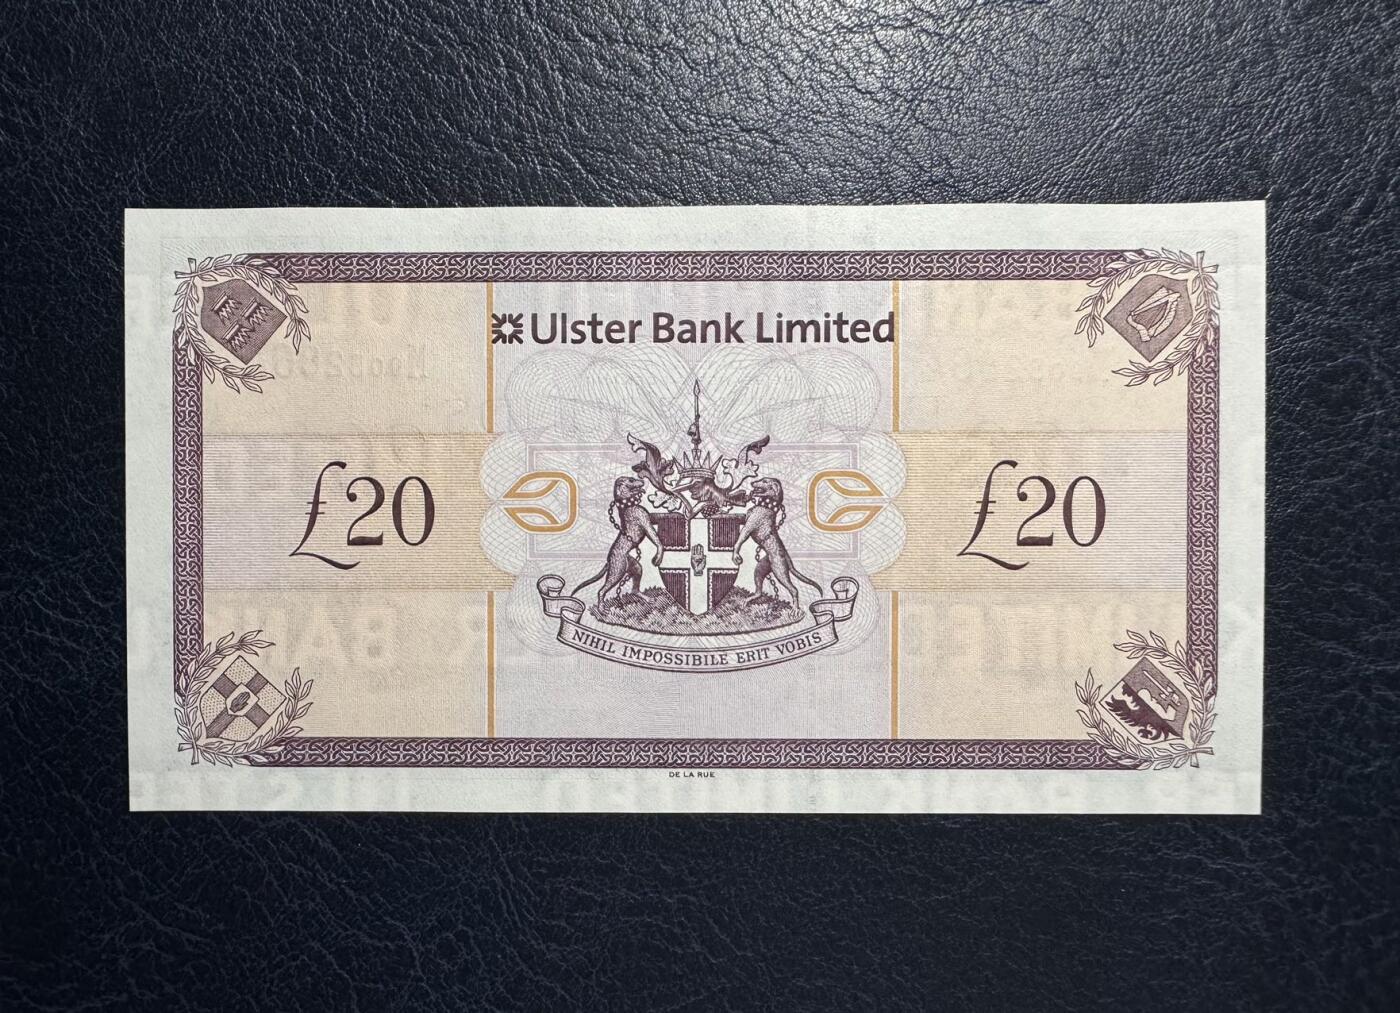 Ulster Bank Limited
£20
£20
NIHIL IMPOSSIBILE ERIT VOBIS
DE LA RUE